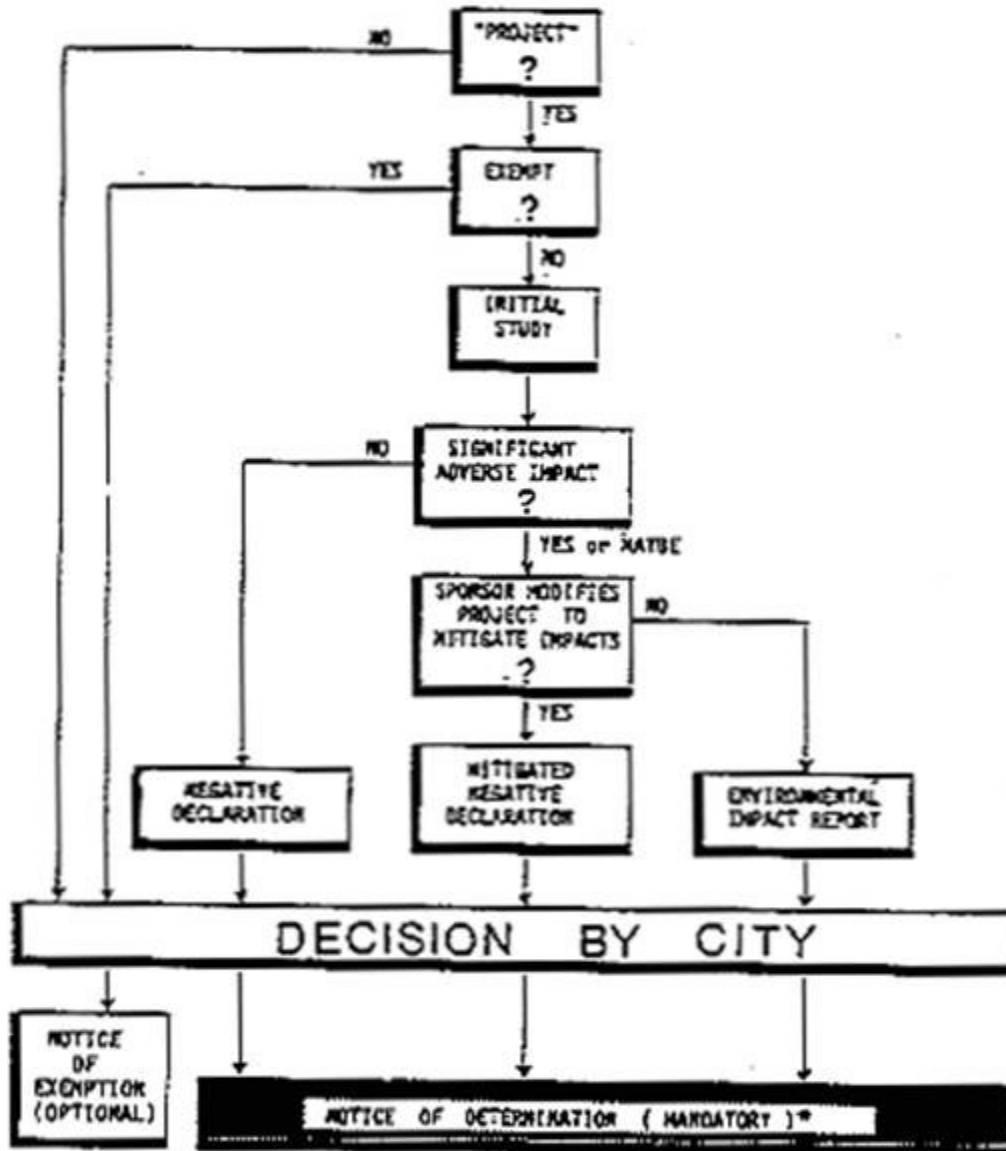 "PROJECT"
?
NO
YES
EXEMPT
?
YES
NO
INITIAL
STUDY
SIGNIFICANT
ADVERSE IMPACT
?
NO
YES or MAYBE
SPONSOR MODIFIES
PROJECT TO
MITIGATE IMPACTS
?
NO
YES
NEGATIVE
DECLARATION
MITIGATED
NEGATIVE
DECLARATION
ENVIRONMENTAL
IMPACT REPORT
DECISION BY CITY
NOTICE
OF
EXEMPTION
(OPTIONAL)
NOTICE OF DETERMINATION (MANDATORY)*